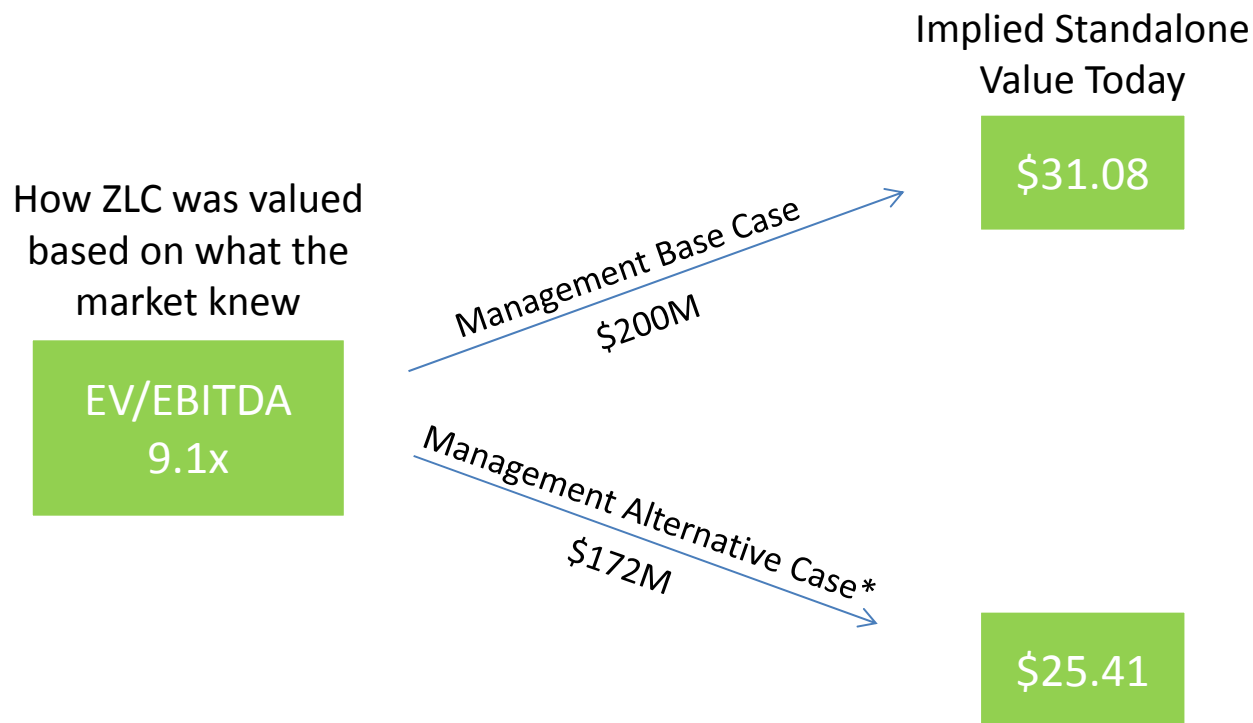 Implied Standalone
Value Today
$31.08
How ZLC was valued
based on what the
market knew
EV/EBITDA
9.1x
Management Base Case
$200M
Management Alternative Case*
$172M
$25.41